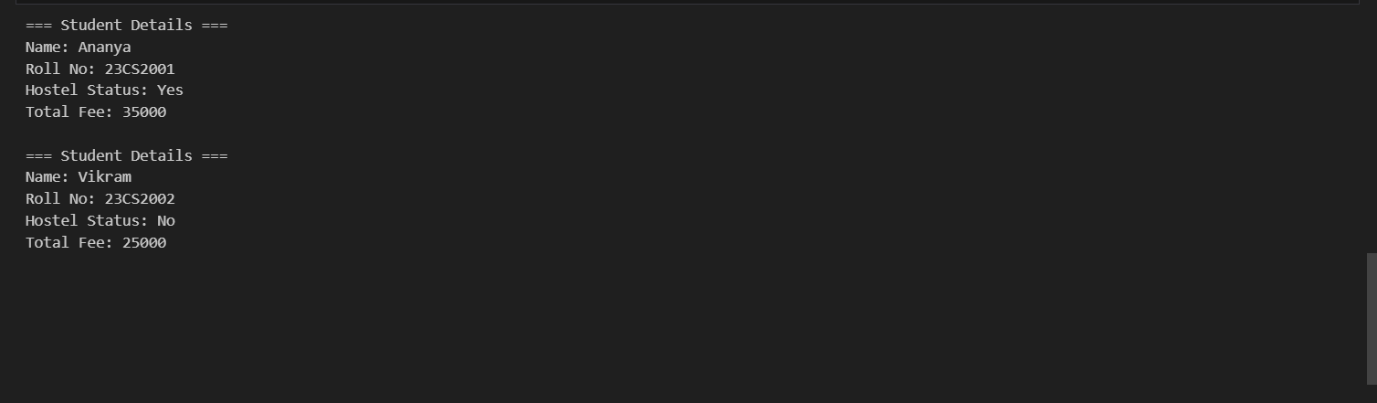 === Student Details ===
Name: Ananya
Roll No: 23CS2001
Hostel Status: Yes
Total Fee: 35000
=== Student Details ===
Name: Vikram
Roll No: 23CS2002
Hostel Status: No
Total Fee: 25000